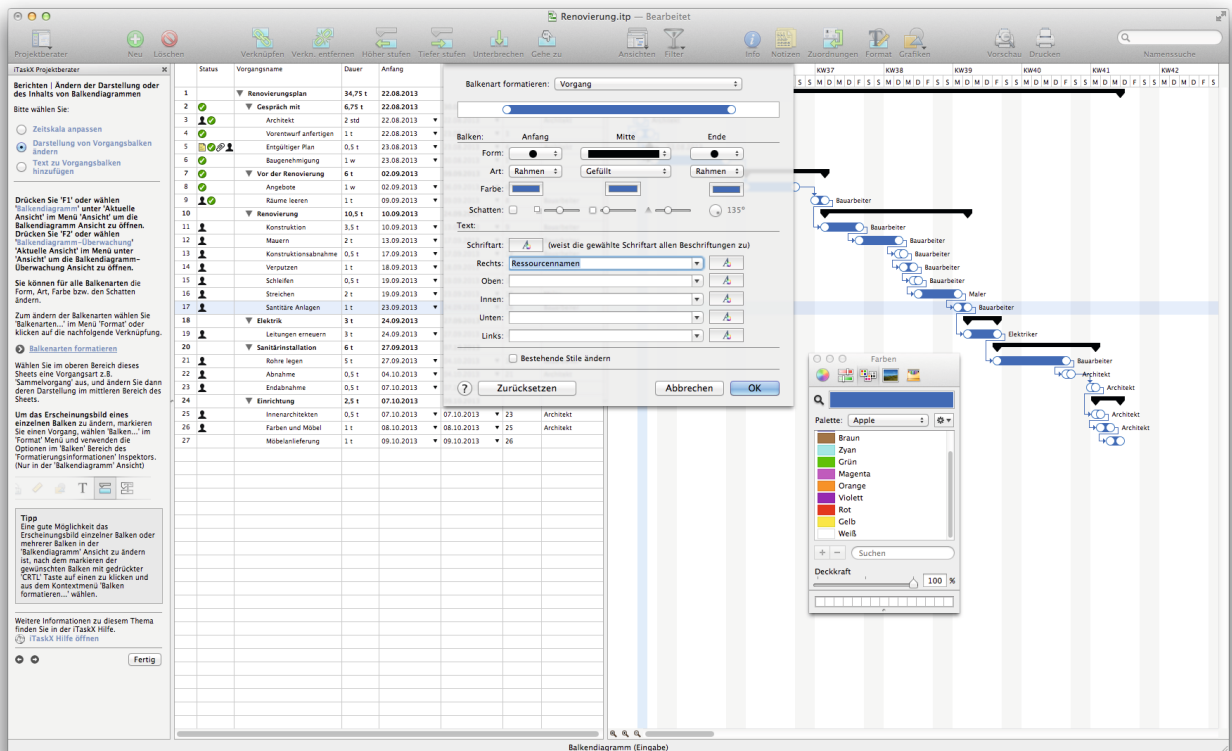 Renovierung.itp — Bearbeitet
Projektberater
Neu
Löschen
Verknüpfen
Verkn. entfernen
Höher stufen
Tiefer stufen
Unterbrechen
Gehe zu
Ansichten
Filter
Info
Notizen
Zuordnungen
Format
Grafiken
Vorschau
Drucken
Namenssuche
iTaskX Projektberater
Berichten | Ändern der Darstellung oder
des Inhalts von Balkendiagrammen
Bitte wählen Sie:
Zeitskala anpassen
Darstellung von Vorgangsbalken
ändern
Text zu Vorgangsbalken
hinzufügen
Drücken Sie 'F1' oder wählen
'Balkendiagramm' unter 'Aktuelle
Ansicht' im Menü 'Ansicht' um die
Balkendiagramm Ansicht zu öffnen.
Drücken Sie 'F2' oder wählen
'Balkendiagramm-Überwachung'
'Aktuelle Ansicht' im Menü unter
'Ansicht' um die Balkendiagramm-
Überwachung Ansicht zu öffnen.
Sie können für alle Balkenarten die
Form, Art, Farbe bzw. den Schatten
ändern.
Zum ändern der Balkenarten wählen Sie
'Balkenarten...' im Menü 'Format' oder
klicken auf die nachfolgende Verknüpfung.
Balkenarten formatieren
Wählen Sie im oberen Bereich dieses
Sheets eine Vorgangsart z.B.
'Sammelvorgang' aus, und ändern Sie dann
deren Darstellung im mittleren Bereich des
Sheets.
Um das Erscheinungsbild eines
einzelnen Balken zu ändern, markieren
Sie einen Vorgang, wählen 'Balken...' im
'Format' Menü und verwenden die
Optionen im 'Balken' Bereich des
'Formatierungsinformationen' Inspektors.
(Nur in der 'Balkendiagramm' Ansicht)
T
Tipp
Eine gute Möglichkeit das
Erscheinungsbild einzelner Balken oder
mehrerer Balken in der
'Balkendiagramm' Ansicht zu ändern
ist, nach dem markieren der
gewünschten Balken mit gedrückter
'CRTL' Taste auf einen zu klicken und
aus dem Kontextmenü 'Balken
formatieren...' wählen.
Weitere Informationen zu diesem Thema
finden Sie in der iTaskX Hilfe.
iTaskX Hilfe öffnen
Fertig
Status Vorgangsname Dauer Anfang
1 Renovierungsplan 34,75 t 22.08.2013
2 Gespräch mit 6,75 t 22.08.2013
3 Architekt 2 std 22.08.2013
4 Vorentwurf anfertigen 1 t 22.08.2013
5 Entgültiger Plan 0,5 t 23.08.2013
6 Baugenehmigung 1 w 23.08.2013
7 Vor der Renovierung 6 t 02.09.2013
8 Angebote 1 w 02.09.2013
9 Räume leeren 1 t 09.09.2013
10 Renovierung 10,5 t 10.09.2013
11 Konstruktion 3,5 t 10.09.2013
12 Mauern 2 t 13.09.2013
13 Konstruktionsabnahme 0,5 t 17.09.2013
14 Verputzen 1 t 18.09.2013
15 Schleifen 0,5 t 19.09.2013
16 Streichen 2 t 19.09.2013
17 Sanitäre Anlagen 1 t 23.09.2013
18 Elektrik 3 t 24.09.2013
19 Leitungen erneuern 3 t 24.09.2013
20 Sanitärinstallation 6 t 27.09.2013
21 Rohre legen 5 t 27.09.2013
22 Abnahme 0,5 t 04.10.2013
23 Endabnahme 0,5 t 07.10.2013
24 Einrichtung 2,5 t 07.10.2013
25 Innenarchitekten 0,5 t 07.10.2013 07.10.2013 23 Architekt
26 Farben und Möbel 1 t 08.10.2013 08.10.2013 25 Architekt
27 Möbelanlieferung 1 t 09.10.2013 09.10.2013 26
Balkenart formatieren: Vorgang
Balken: Anfang Mitte Ende
Form:
Art: Rahmen Gefüllt Rahmen
Farbe:
Schatten: 135°
Text:
Schriftart: (weist die gewählte Schriftart allen Beschriftungen zu)
Rechts: Ressourcennamen
Oben:
Innen:
Unten:
Links:
Bestehende Stile ändern
? Zurücksetzen Abbrechen OK
KW37 KW38 KW39 KW40 KW41 KW42
S S M D M D F S S M D M D F S S M D M D F S S M D M D F S S M D M D F S S M D M D F S S
Bauarbeiter
Bauarbeiter
Bauarbeiter
Bauarbeiter
Bauarbeiter
Bauarbeiter
Maler
Bauarbeiter
Elektriker
Bauarbeiter
Architekt
Architekt
Architekt
Architekt
Farben
Palette: Apple
Braun
Zyan
Grün
Magenta
Orange
Violett
Rot
Gelb
Weiß
+ − Suchen
Deckkraft
100 %
Balkendiagramm (Eingabe)